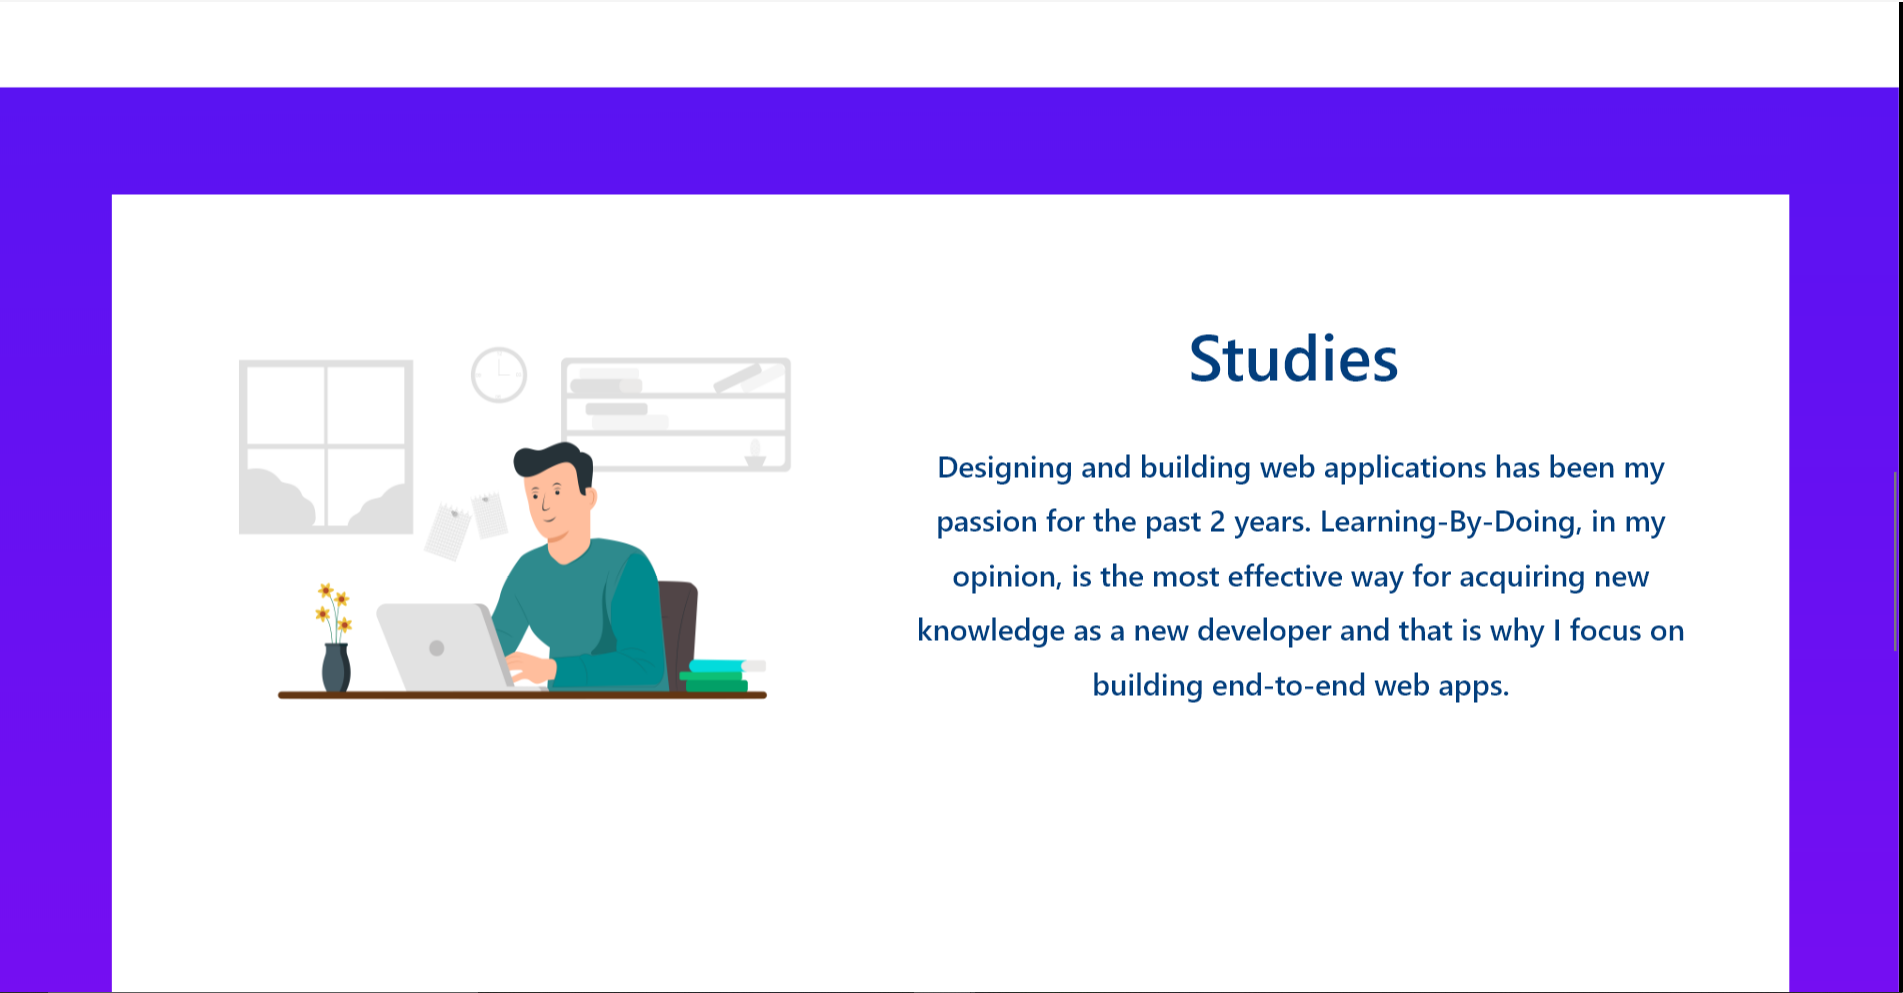 Studies
Designing and building web applications has been my
passion for the past 2 years. Learning-By-Doing, in my
opinion, is the most effective way for acquiring new
knowledge as a new developer and that is why I focus on
building end-to-end web apps.